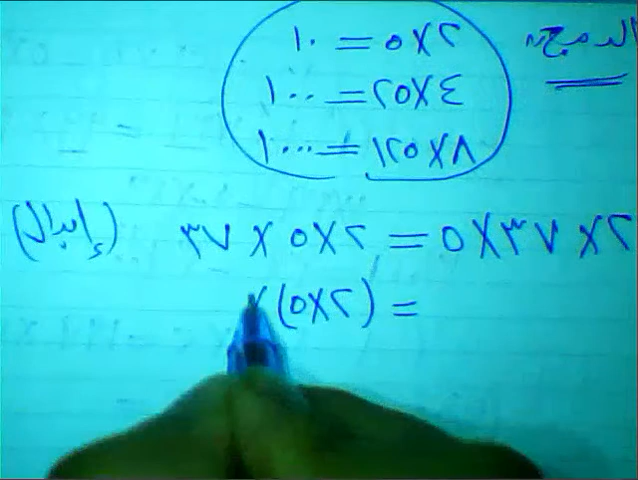 الدمج
٢ × ٥ = ١٠
٤ × ٢٥ = ١٠٠
٨ × ١٢٥ = ١٠٠٠
٢ × ٣٧ × ٥ = ٢ × ٥ × ٣٧ (إبدال)
= (٢ × ٥) ×